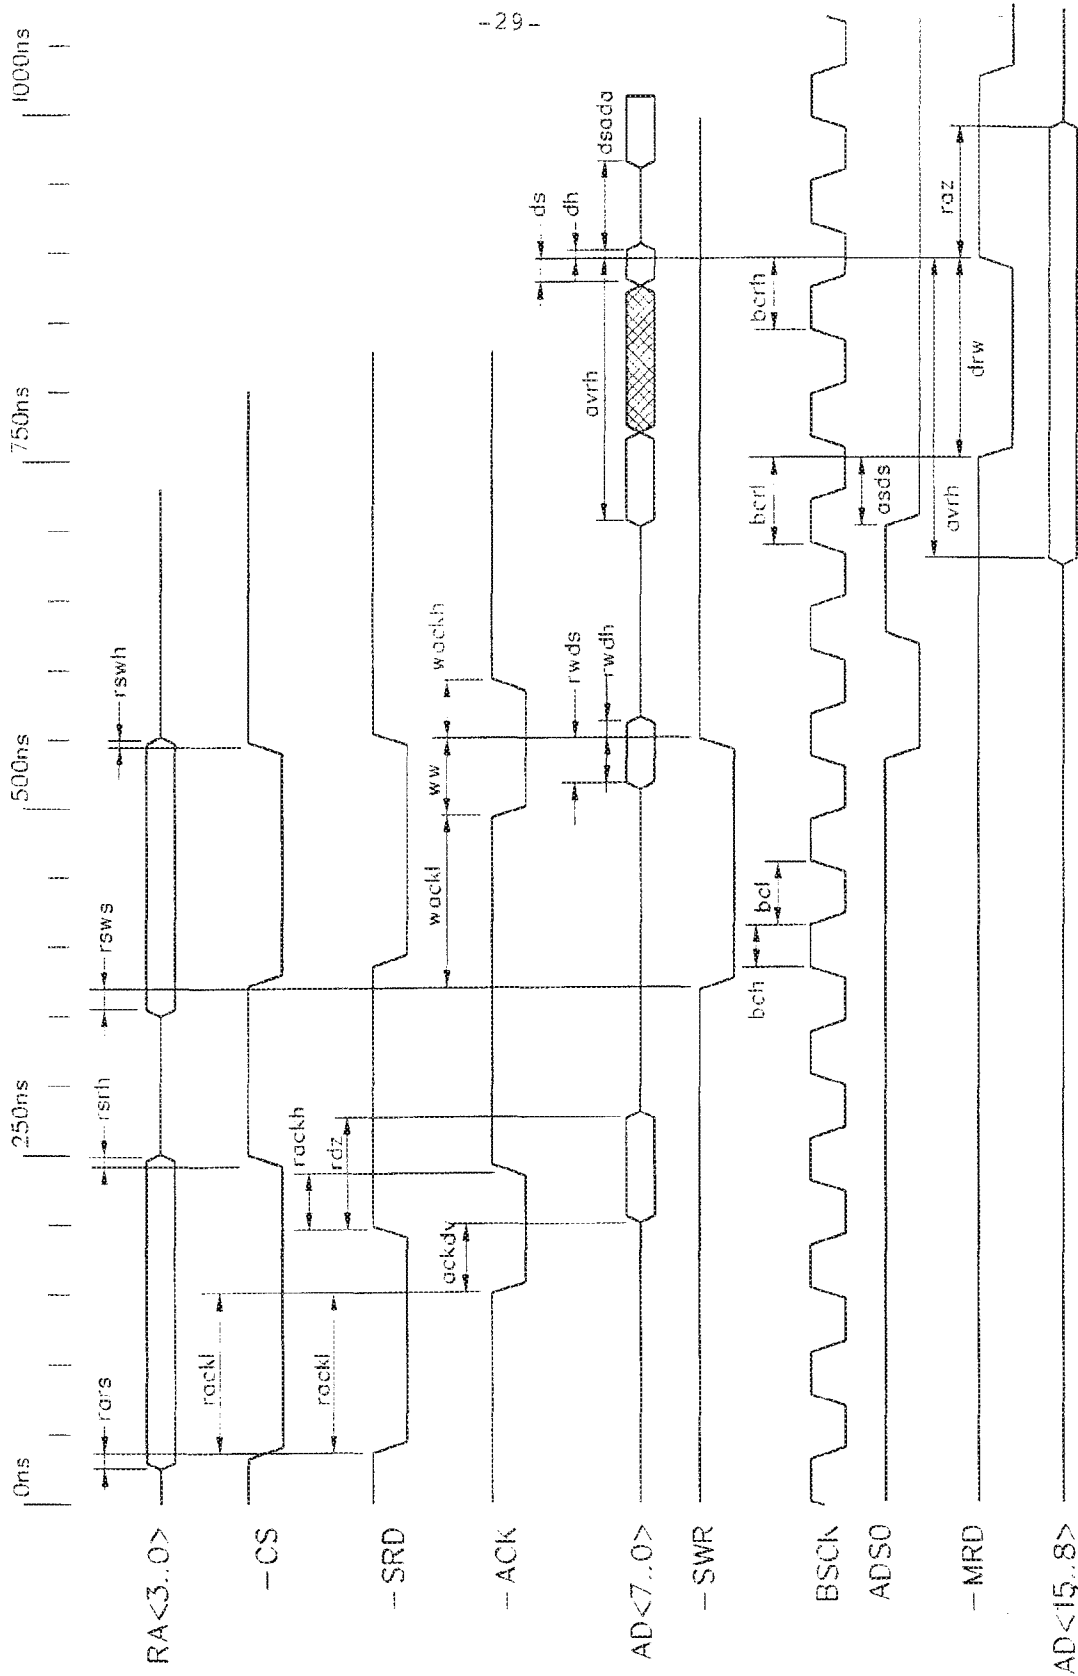 -29-
0ns
250ns
500ns
750ns
1000ns
RA<3..0>
rars
rsrh
rsws
rswh
-CS
rackl
-SRD
rackl
rackh
rdz
-ACK
ackdv
wackl
ww
wackh
AD<7..0>
rwds
rwdh
avrh
ds
dh
dsada
-SWR
BSCK
bch
bcl
bcrl
bcrh
ADS0
asds
-MRD
avrh
drw
raz
AD<15..8>